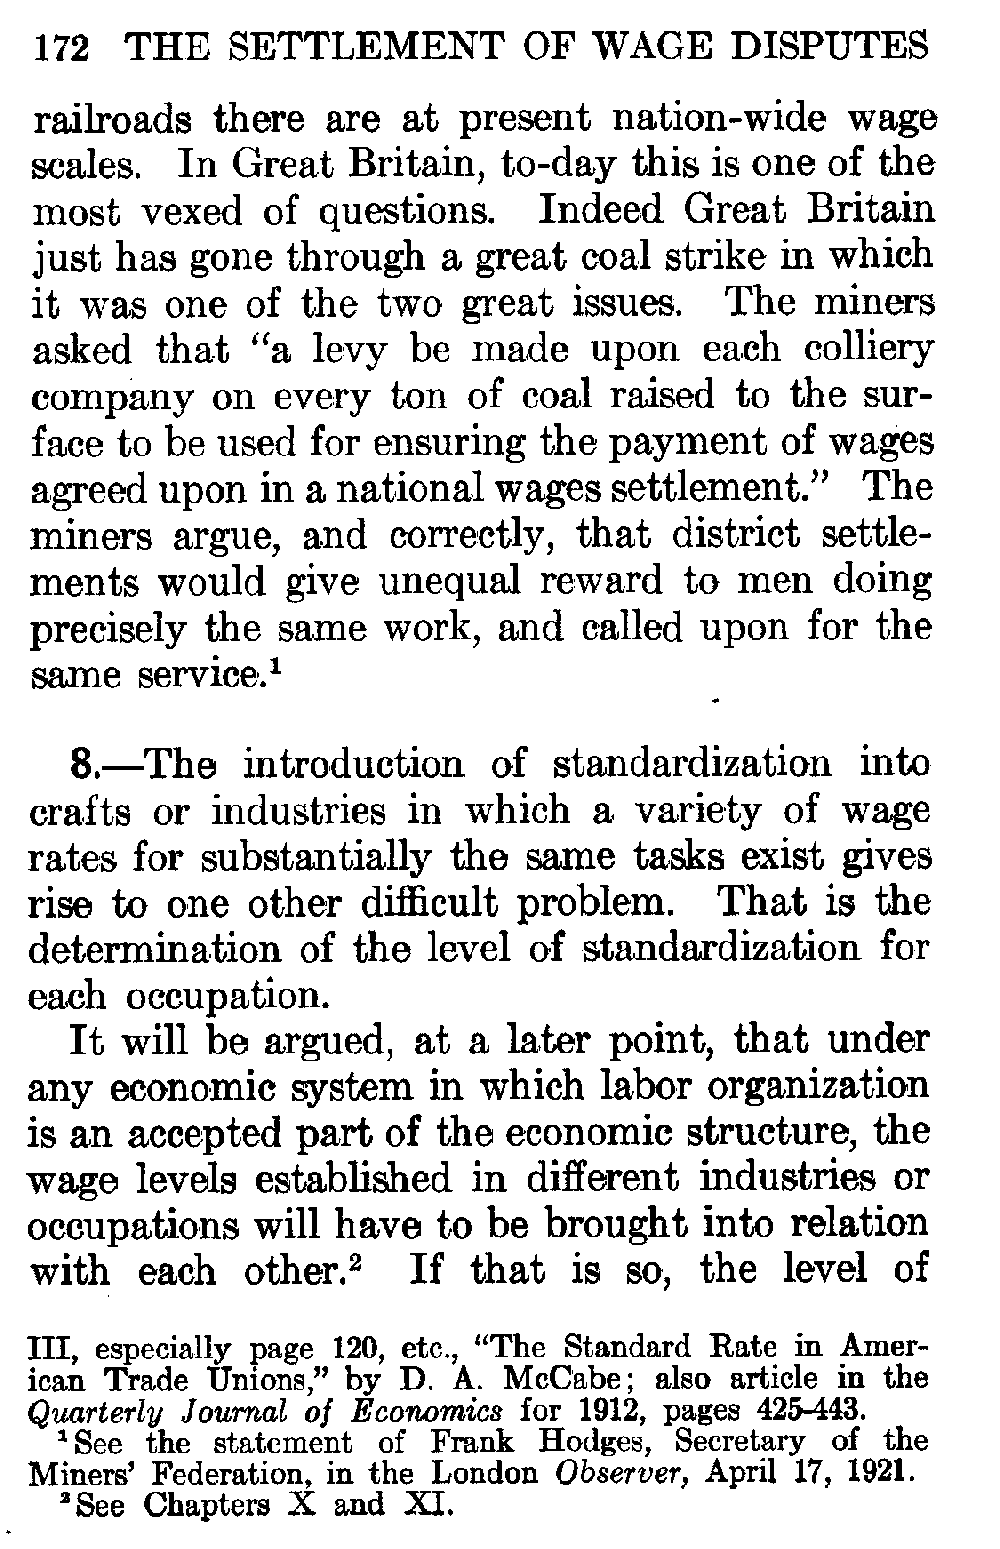 172 THE SETTLEMENT OF WAGE DISPUTES
railroads there are at present nation-wide wage
scales. In Great Britain, to-day this is one of the
most vexed of questions. Indeed Great Britain
just has gone through a great coal strike in which
it was one of the two great issues. The miners
asked that "a levy be made upon each colliery
company on every ton of coal raised to the sur-
face to be used for ensuring the payment of wages
agreed upon in a national wages settlement." The
miners argue, and correctly, that district settle-
ments would give unequal reward to men doing
precisely the same work, and called upon for the
same service.¹
8.—The introduction of standardization into
crafts or industries in which a variety of wage
rates for substantially the same tasks exist gives
rise to one other difficult problem. That is the
determination of the level of standardization for
each occupation.
It will be argued, at a later point, that under
any economic system in which labor organization
is an accepted part of the economic structure, the
wage levels established in different industries or
occupations will have to be brought into relation
with each other.² If that is so, the level of
III, especially page 120, etc., "The Standard Rate in Amer-
ican Trade Unions," by D. A. McCabe; also article in the
Quarterly Journal of Economics for 1912, pages 425-443.
¹ See the statement of Frank Hodges, Secretary of the
Miners' Federation, in the London Observer, April 17, 1921.
² See Chapters X and XI.